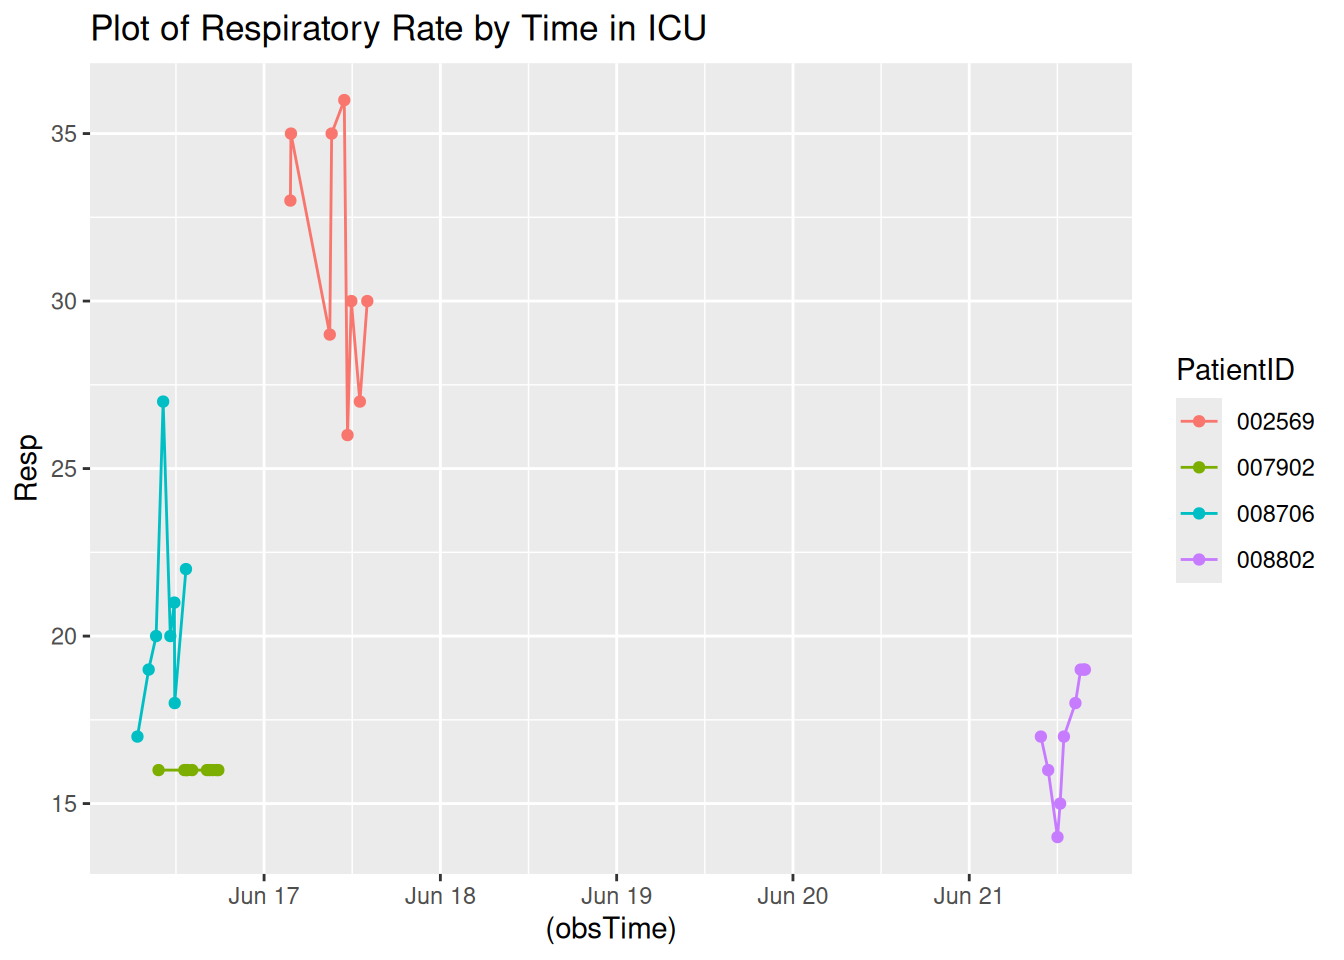 Plot of Respiratory Rate by Time in ICU
35
30
25
20
15
Resp
Jun 17
Jun 18
Jun 19
Jun 20
Jun 21
(obsTime)
PatientID
002569
007902
008706
008802